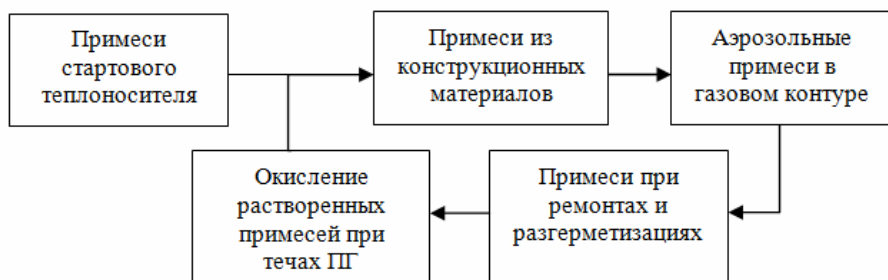 Примеси
стартового
теплоносителя
Примеси из
конструкционных
материалов
Аэрозольные
примеси в
газовом контуре
Окисление
растворенных
примесей при
течах ПГ
Примеси при
ремонтах и
разгерметизациях